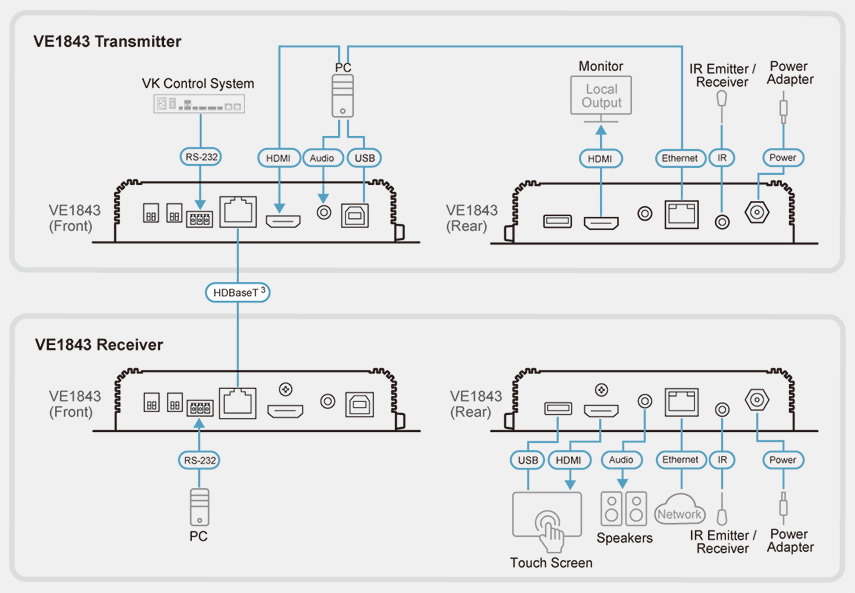 VE1843 Transmitter
PC
VK Control System
RS-232
HDMI
Audio
USB
VE1843
(Front)
Monitor
Local
Output
IR Emitter /
Receiver
Power
Adapter
HDMI
Ethernet
IR
Power
VE1843
(Rear)
HDBaseT 3
VE1843 Receiver
VE1843
(Front)
RS-232
PC
VE1843
(Rear)
USB
HDMI
Audio
Ethernet
IR
Power
Touch Screen
Speakers
Network
IR Emitter /
Receiver
Power
Adapter